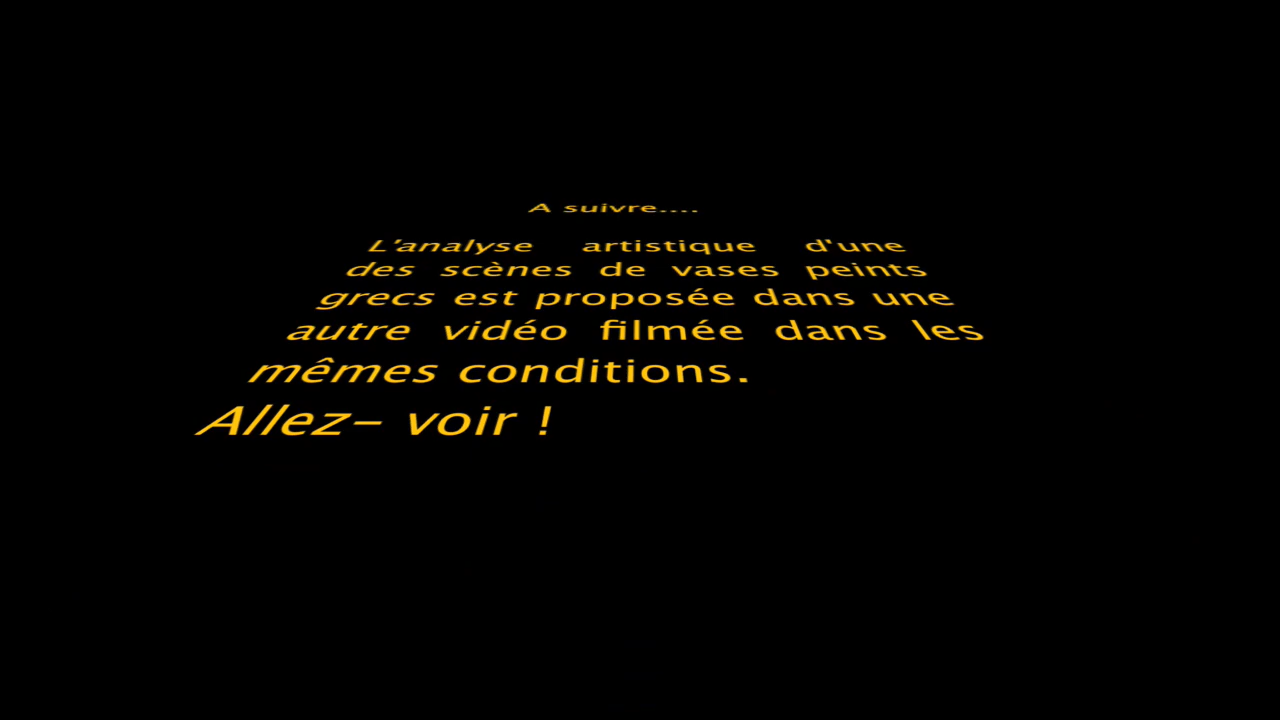 A suivre....
L'analyse artistique d'une
des scènes de vases peints
grecs est proposée dans une
autre vidéo filmée dans les
mêmes conditions.
Allez- voir !